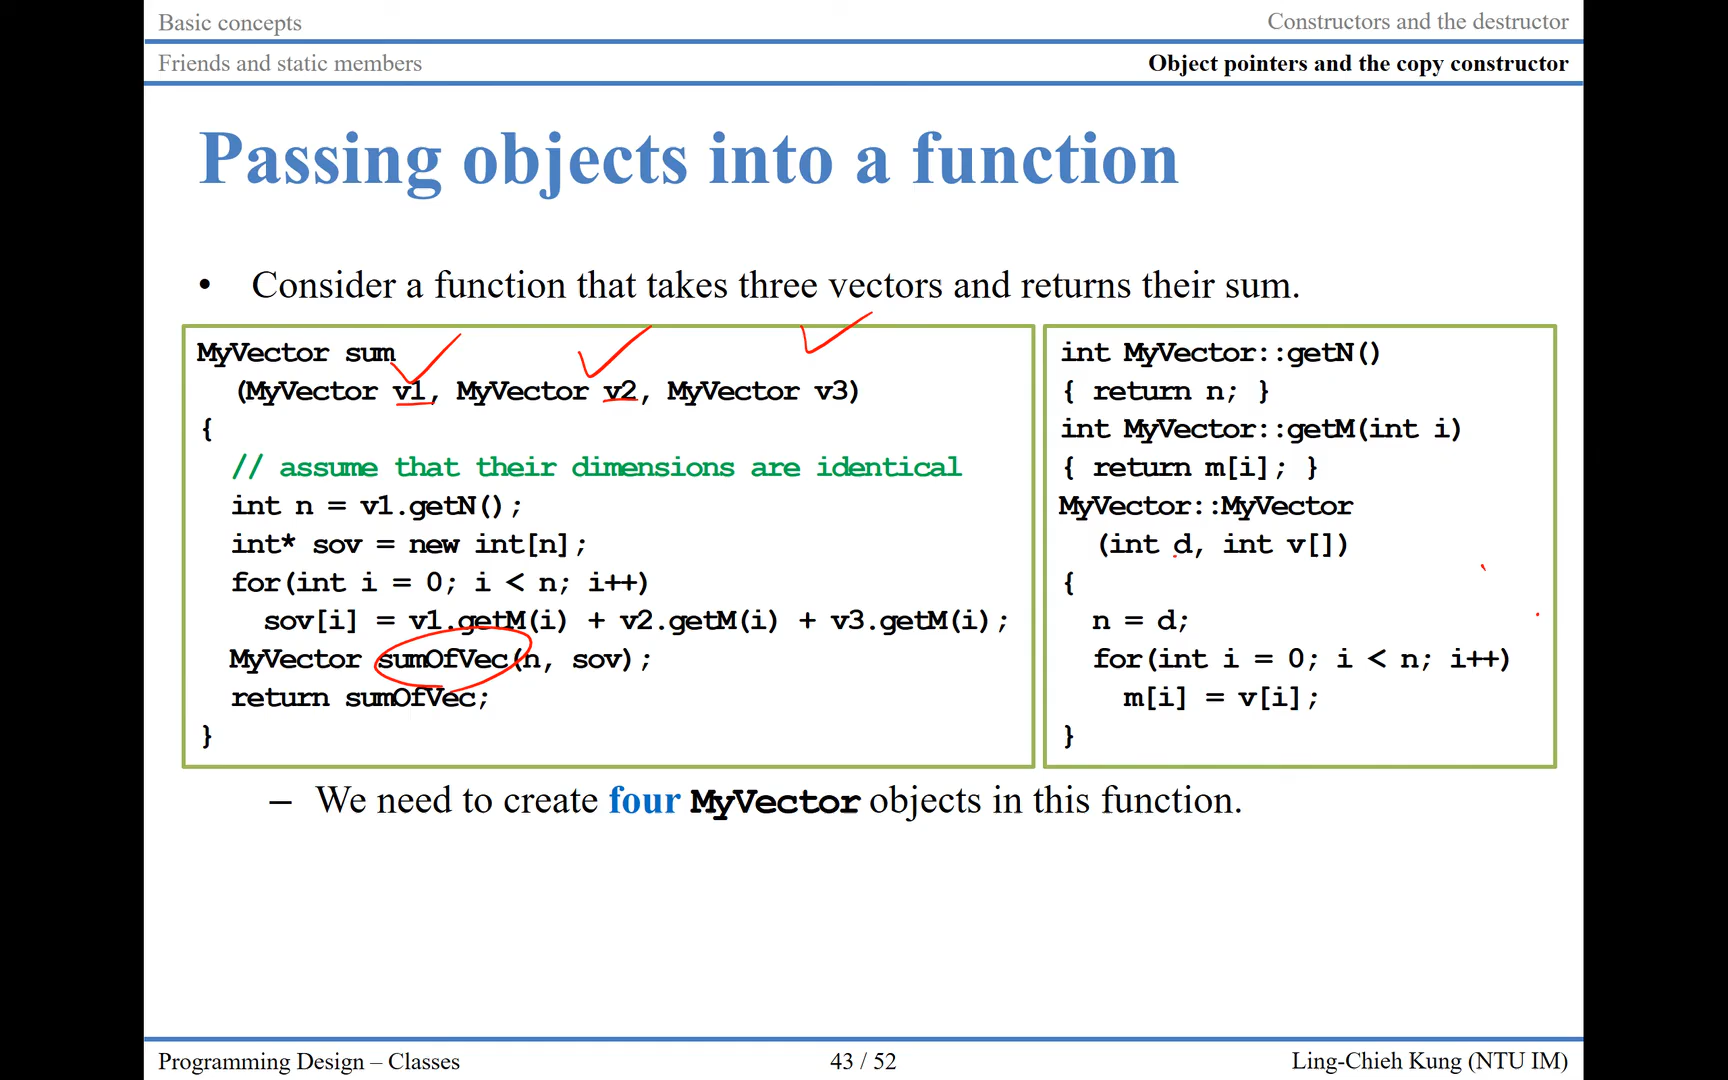 Basic concepts
Constructors and the destructor
Friends and static members
Object pointers and the copy constructor
Passing objects into a function
• Consider a function that takes three vectors and returns their sum.
MyVector sum
(MyVector v1, MyVector v2, MyVector v3)
{
// assume that their dimensions are identical
int n = v1.getN();
int* sov = new int[n];
for(int i = 0; i < n; i++)
sov[i] = v1.getM(i) + v2.getM(i) + v3.getM(i);
MyVector sumOfVec(n, sov);
return sumOfVec;
}
int MyVector::getN()
{ return n; }
int MyVector::getM(int i)
{ return m[i]; }
MyVector::MyVector
(int d, int v[])
{
n = d;
for(int i = 0; i < n; i++)
m[i] = v[i];
}
– We need to create four MyVector objects in this function.
Programming Design – Classes
43 / 52
Ling-Chieh Kung (NTU IM)